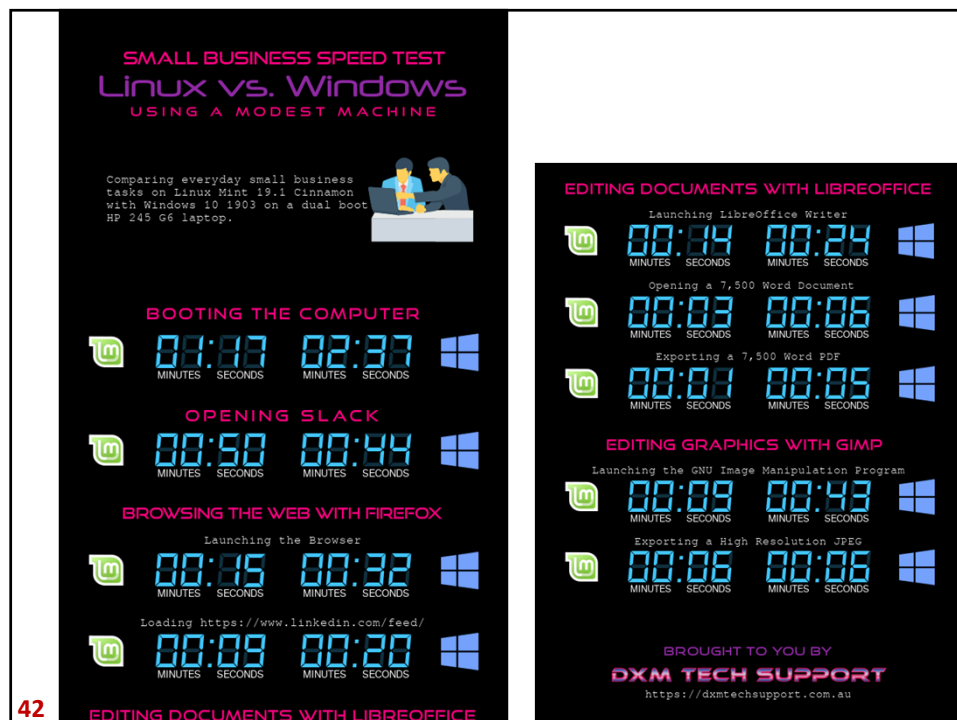 SMALL BUSINESS SPEED TEST
Linux vs. Windows
USING A MODEST MACHINE
Comparing everyday small business
tasks on Linux Mint 19.1 Cinnamon
with Windows 10 1903 on a dual boot
HP 245 G6 laptop.
BOOTING THE COMPUTER
01:17 02:37
MINUTES SECONDS MINUTES SECONDS
OPENING SLACK
00:50 00:44
MINUTES SECONDS MINUTES SECONDS
BROWSING THE WEB WITH FIREFOX
Launching the Browser
00:15 00:32
MINUTES SECONDS MINUTES SECONDS
Loading https://www.linkedin.com/feed/
00:09 00:20
MINUTES SECONDS MINUTES SECONDS
EDITING DOCUMENTS WITH LIBREOFFICE
42
EDITING DOCUMENTS WITH LIBREOFFICE
Launching LibreOffice Writer
00:14 00:24
MINUTES SECONDS MINUTES SECONDS
Opening a 7,500 Word Document
00:03 00:06
MINUTES SECONDS MINUTES SECONDS
Exporting a 7,500 Word PDF
00:01 00:05
MINUTES SECONDS MINUTES SECONDS
EDITING GRAPHICS WITH GIMP
Launching the GNU Image Manipulation Program
00:09 00:43
MINUTES SECONDS MINUTES SECONDS
Exporting a High Resolution JPEG
00:06 00:06
MINUTES SECONDS MINUTES SECONDS
BROUGHT TO YOU BY
DXM TECH SUPPORT
https://dxmtechsupport.com.au